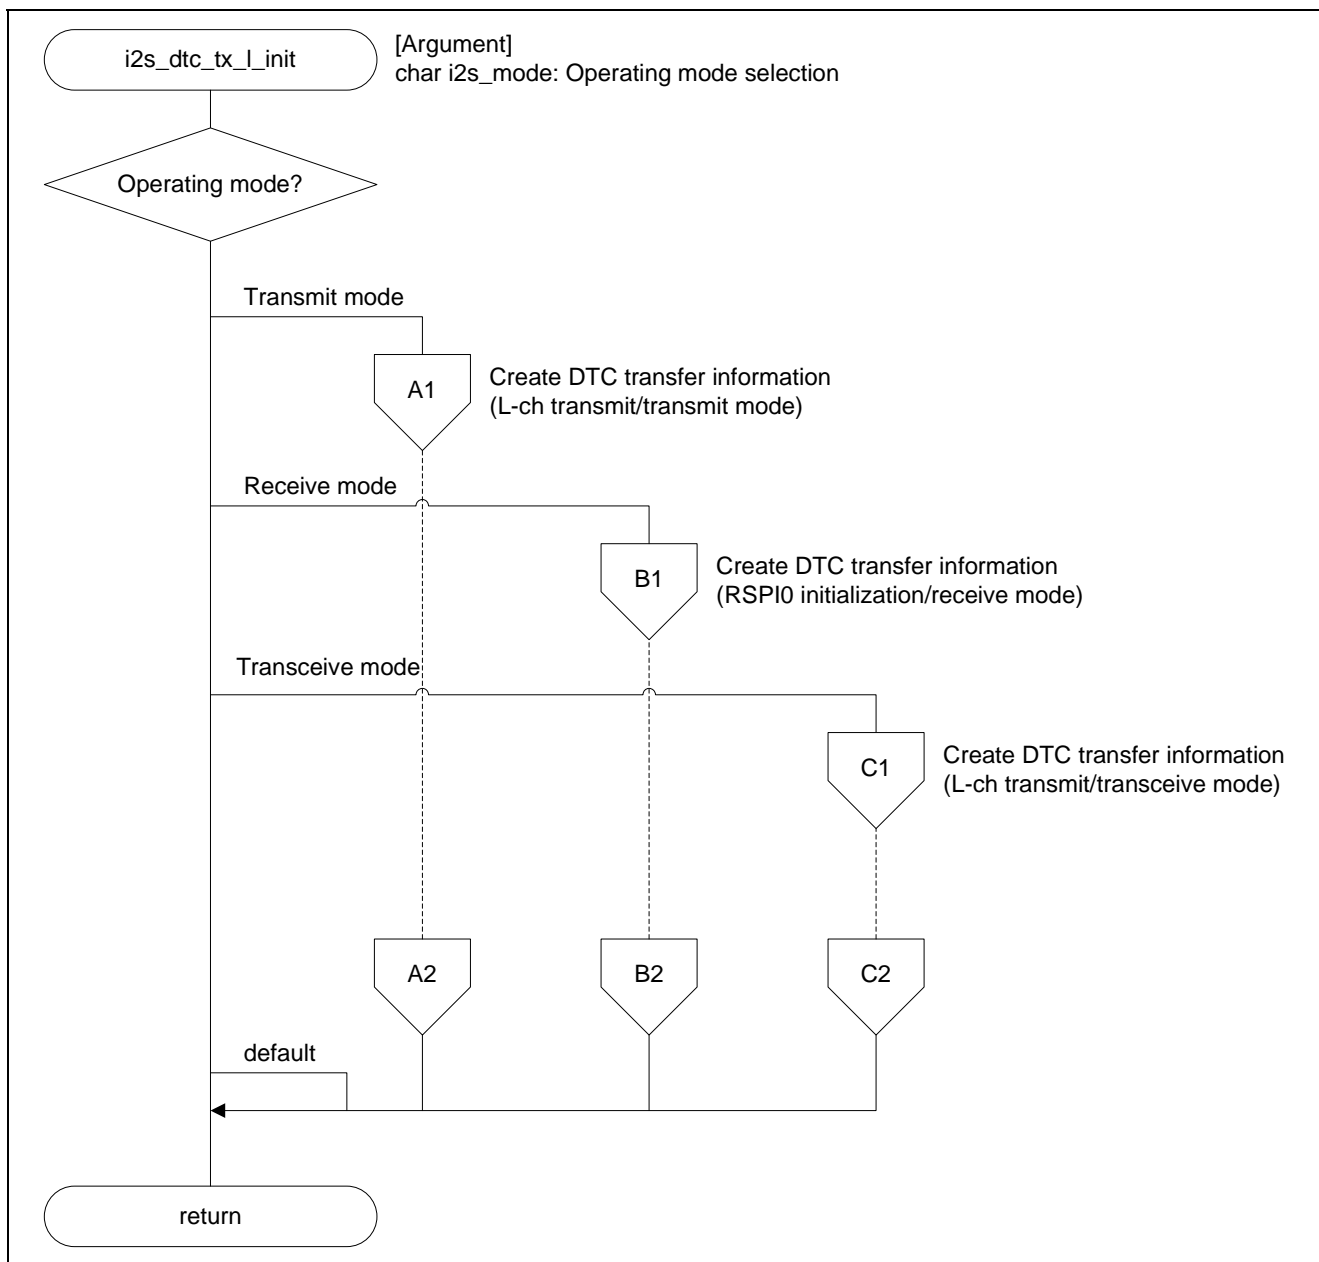 i2s_dtc_tx_l_init
[Argument]
char i2s_mode: Operating mode selection
Operating mode?
Transmit mode
A1
Create DTC transfer information
(L-ch transmit/transmit mode)
Receive mode
B1
Create DTC transfer information
(RSPI0 initialization/receive mode)
Transceive mode
C1
Create DTC transfer information
(L-ch transmit/transceive mode)
A2
B2
C2
default
return